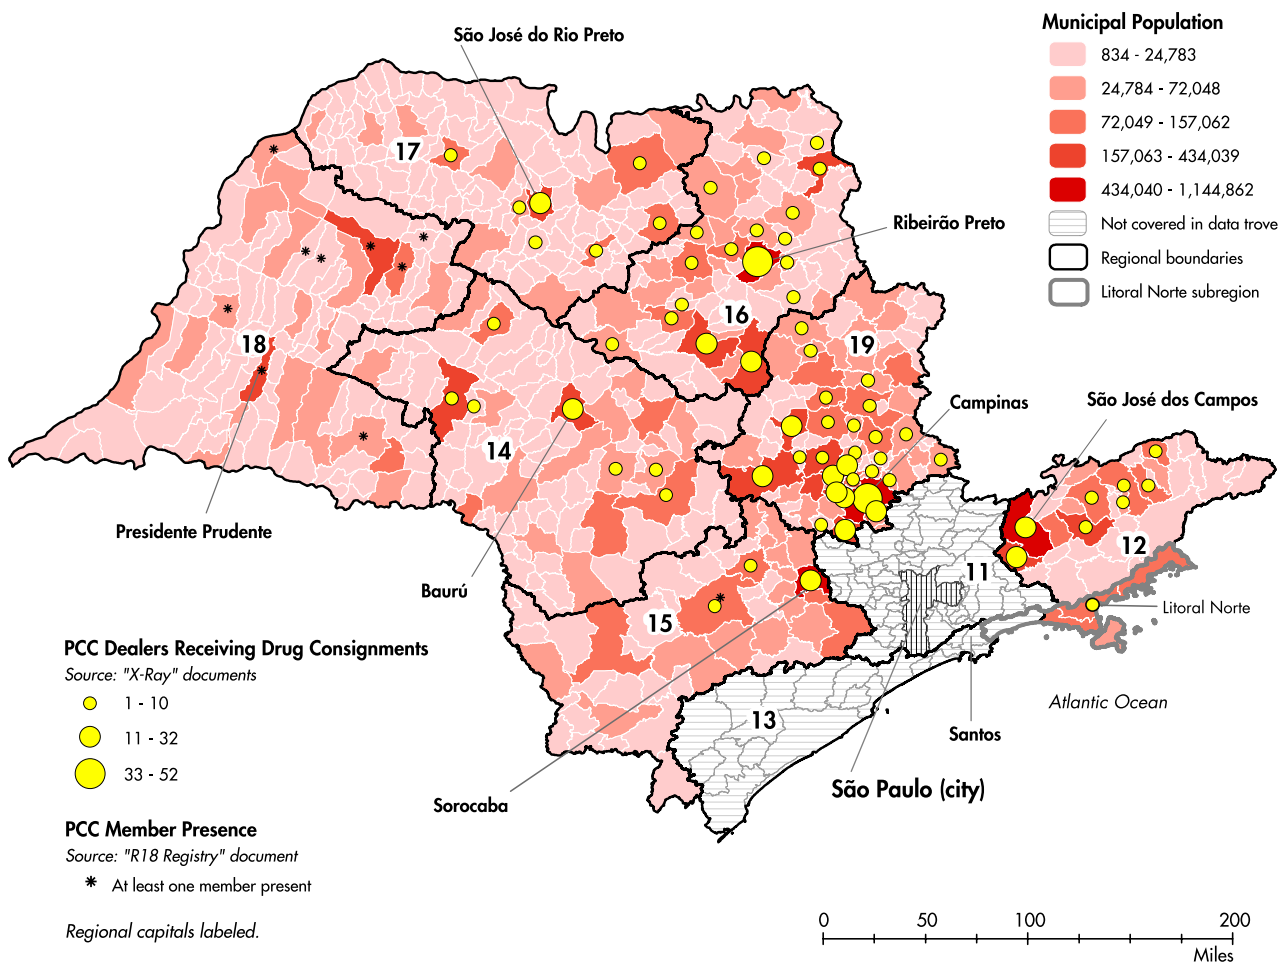 São José do Rio Preto
Municipal Population
834 - 24,783
24,784 - 72,048
72,049 - 157,062
157,063 - 434,039
434,040 - 1,144,862
Not covered in data trove
Regional boundaries
Litoral Norte subregion
17
Ribeirão Preto
16
18
19
Campinas
São José dos Campos
14
Presidente Prudente
12
11
Baurú
Litoral Norte
15
PCC Dealers Receiving Drug Consignments
Source: "X-Ray" documents
1 - 10
11 - 32
33 - 52
Atlantic Ocean
13
Santos
São Paulo (city)
Sorocaba
PCC Member Presence
Source: "R18 Registry" document
* At least one member present
Regional capitals labeled.
0 50 100 200
Miles